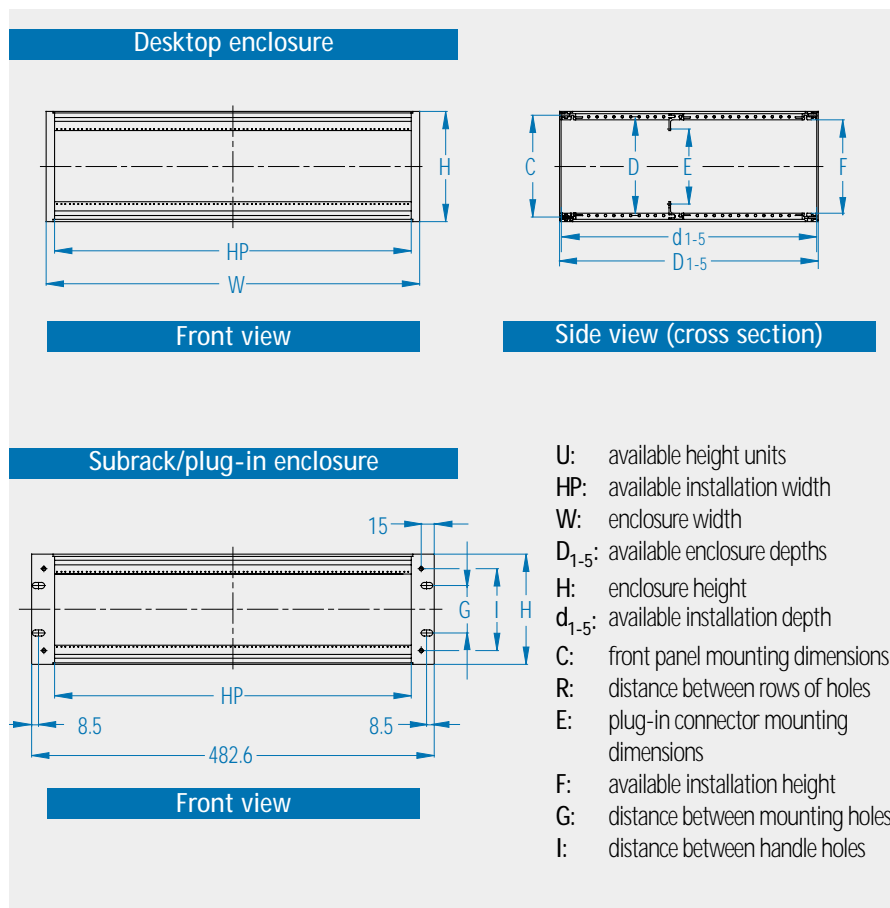 Desktop enclosure
H
C
D
E
F
HP
W
d1-5
D1-5
Front view
Side view (cross section)
Subrack/plug-in enclosure
15
G
I
H
HP
8.5
8.5
482.6
Front view
U: available height units
HP: available installation width
W: enclosure width
D1-5: available enclosure depths
H: enclosure height
d1-5: available installation depth
C: front panel mounting dimensions
R: distance between rows of holes
E: plug-in connector mounting
dimensions
F: available installation height
G: distance between mounting holes
I: distance between handle holes